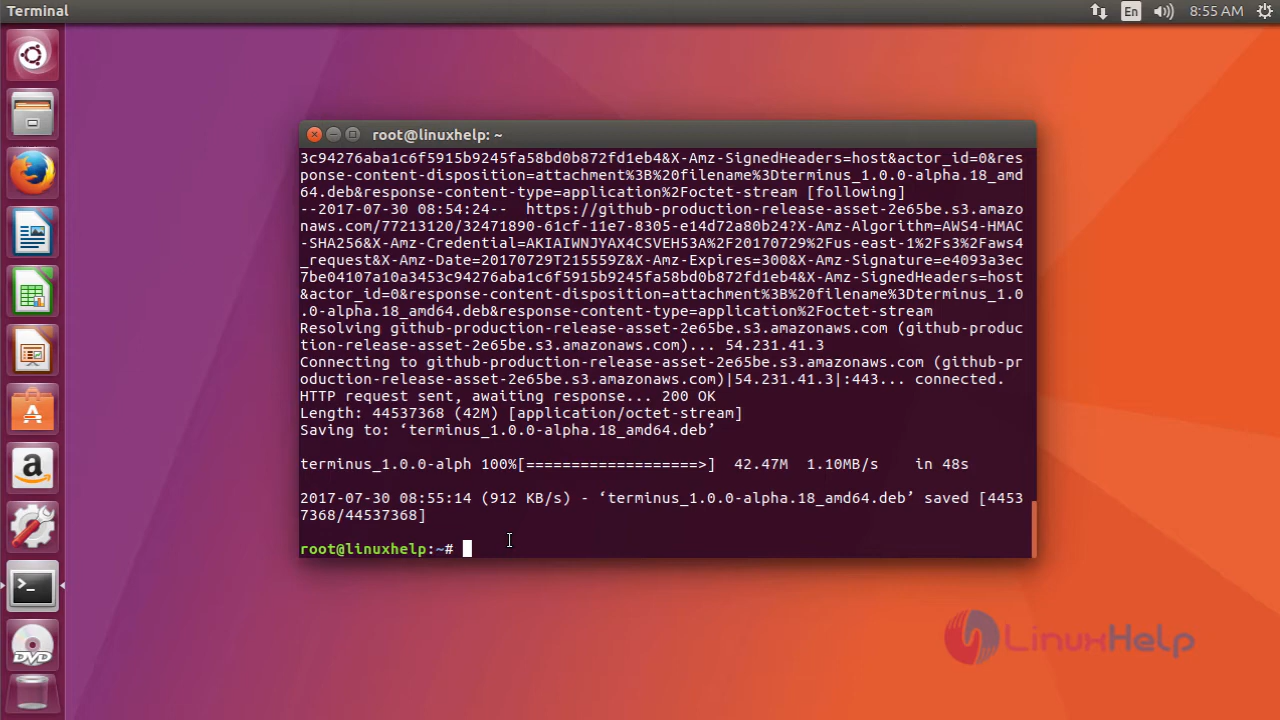 Terminal
En
8:55 AM
root@linuxhelp: ~
3c94276aba1c6f5915b9245fa58bd0b872fd1eb4&X-Amz-SignedHeaders=host&actor_id=0&res
ponse-content-disposition=attachment%3B%20filename%3Dterminus_1.0.0-alpha.18_amd
64.deb&response-content-type=application%2Foctet-stream [following]
--2017-07-30 08:54:24--  https://github-production-release-asset-2e65be.s3.amazo
naws.com/77213120/32471890-61cf-11e7-8305-e14d72a80b24?X-Amz-Algorithm=AWS4-HMAC
-SHA256&X-Amz-Credential=AKIAIWNJYAX4CSVEH53A%2F20170729%2Fus-east-1%2Fs3%2Faws4
_request&X-Amz-Date=20170729T215559Z&X-Amz-Expires=300&X-Amz-Signature=e4093a3ec
7be04107a10a3453c94276aba1c6f5915b9245fa58bd0b872fd1eb4&X-Amz-SignedHeaders=host
&actor_id=0&response-content-disposition=attachment%3B%20filename%3Dterminus_1.0
.0-alpha.18_amd64.deb&response-content-type=application%2Foctet-stream
Resolving github-production-release-asset-2e65be.s3.amazonaws.com (github-produc
tion-release-asset-2e65be.s3.amazonaws.com)... 54.231.41.3
Connecting to github-production-release-asset-2e65be.s3.amazonaws.com (github-pr
oduction-release-asset-2e65be.s3.amazonaws.com)|54.231.41.3|:443... connected.
HTTP request sent, awaiting response... 200 OK
Length: 44537368 (42M) [application/octet-stream]
Saving to: ‘terminus_1.0.0-alpha.18_amd64.deb’
terminus_1.0.0-alph 100%[===================>]  42.47M  1.10MB/s    in 48s
2017-07-30 08:55:14 (912 KB/s) - ‘terminus_1.0.0-alpha.18_amd64.deb’ saved [4453
7368/44537368]
root@linuxhelp:~#
>_
a
DVD
LinuxHelp